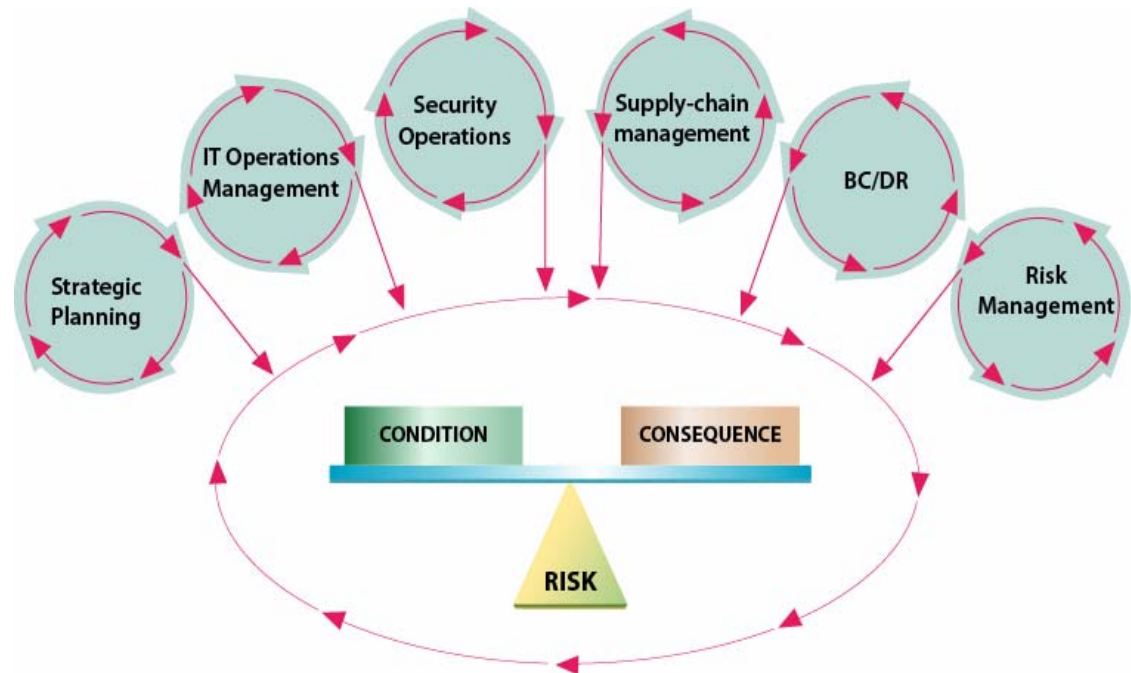 Strategic
Planning
IT Operations
Management
Security
Operations
Supply-chain
management
BC/DR
Risk
Management
CONDITION
CONSEQUENCE
RISK